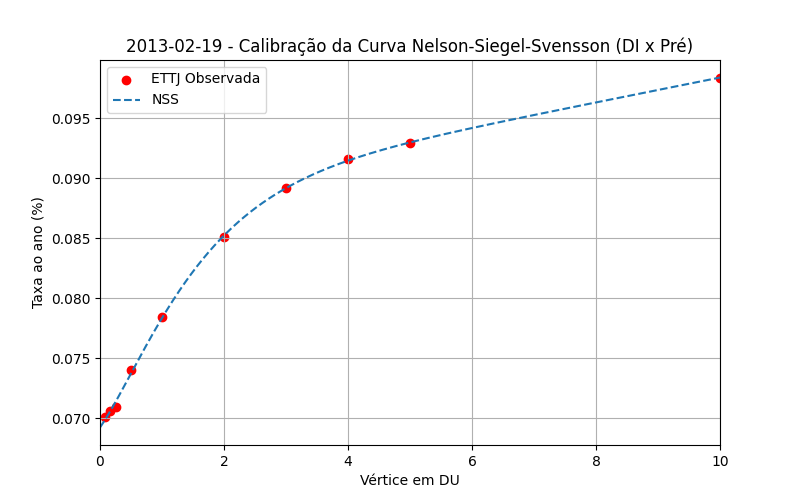 2013-02-19 - Calibração da Curva Nelson-Siegel-Svensson (DI x Pré)
ETTJ Observada
NSS
Taxa ao ano (%)
0.095
0.090
0.085
0.080
0.075
0.070
0 2 4 6 8 10
Vértice em DU